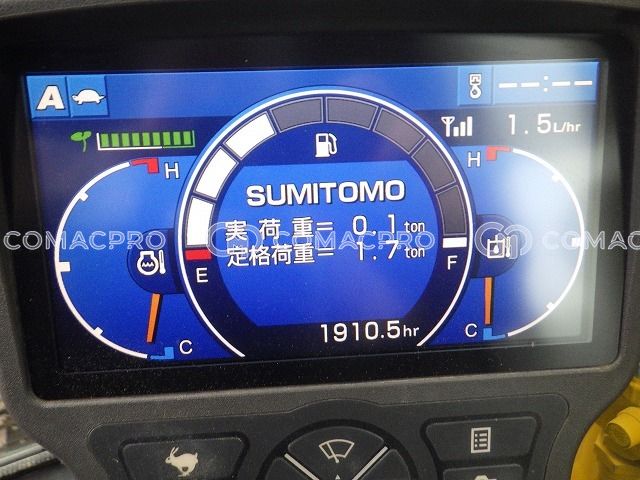 A
--:--
1.5L/hr
H
H
SUMITOMO
実荷重= 0.1ton
COMACPRO
COMACPRO
COMACPRO
定格荷重= 1.7ton
E
F
1910.5hr
C
C